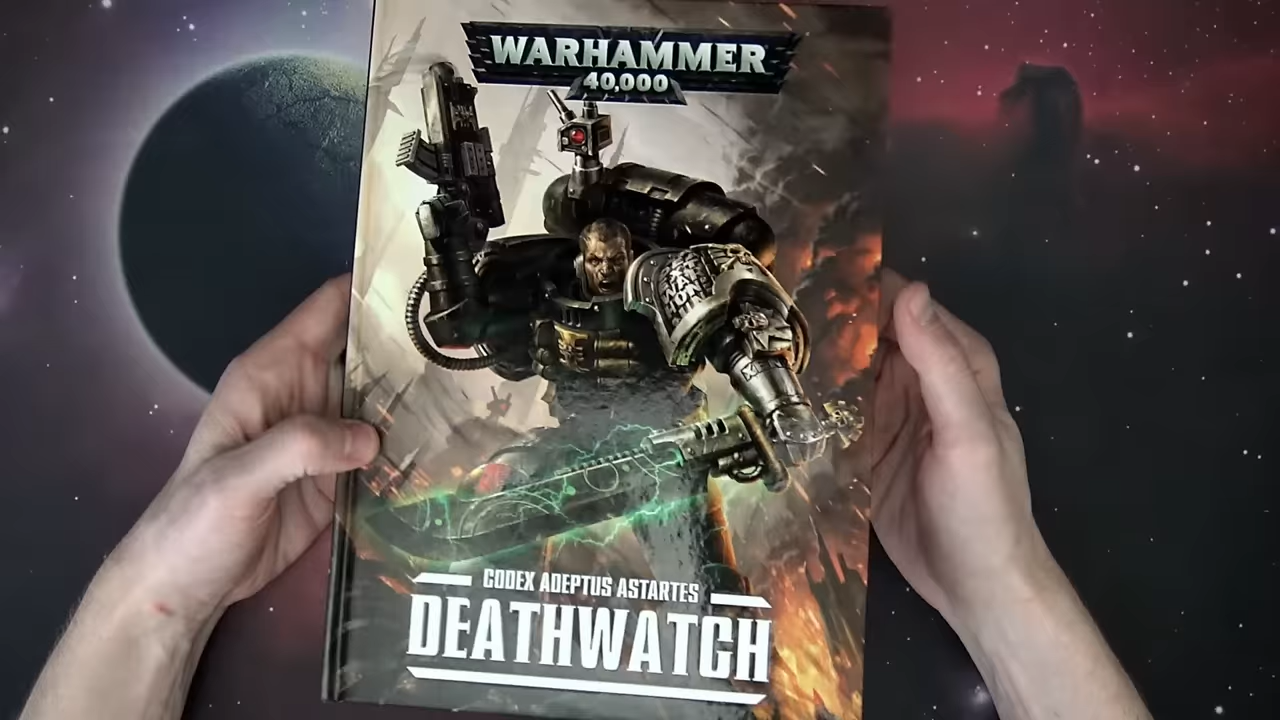 WARHAMMER
40,000
CODEX ADEPTUS ASTARTES
DEATHWATCH